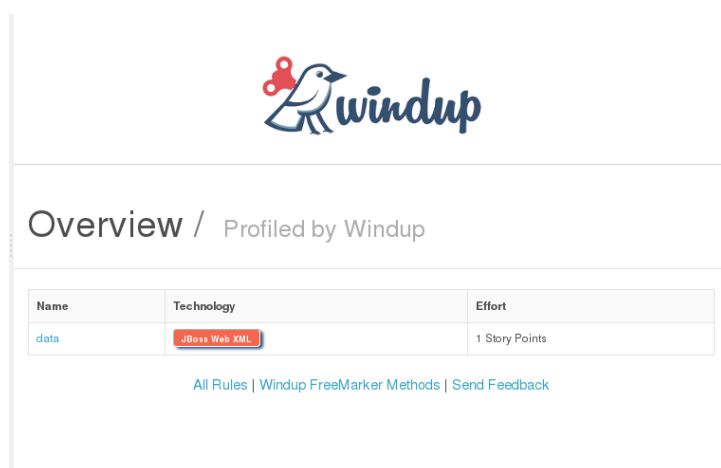 windup
Overview / Profiled by Windup
Name Technology Effort
data JBoss Web XML 1 Story Points
All Rules | Windup FreeMarker Methods | Send Feedback